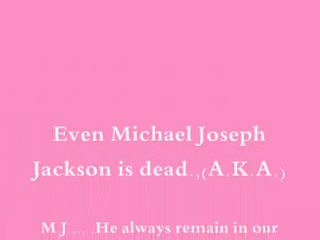 Even Michael Joseph
Jackson is dead.,(A.K.A.)
M.J.....He always remain in our